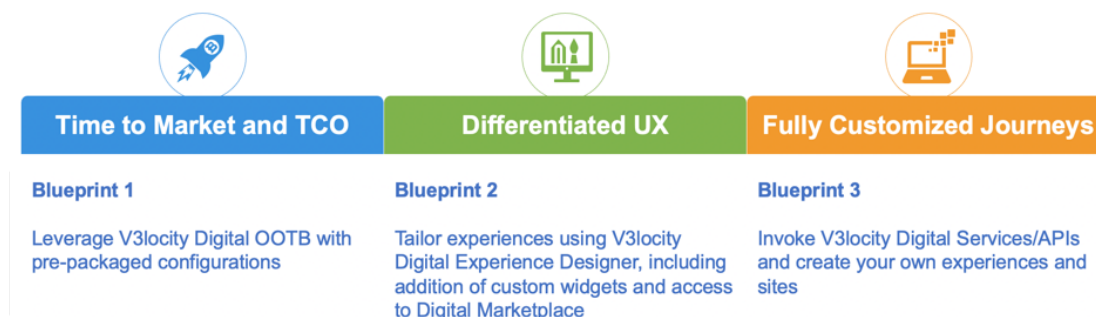 Time to Market and TCO
Differentiated UX
Fully Customized Journeys
Blueprint 1
Leverage V3locity Digital OOTB with
pre-packaged configurations
Blueprint 2
Tailor experiences using V3locity
Digital Experience Designer, including
addition of custom widgets and access
to Digital Marketplace
Blueprint 3
Invoke V3locity Digital Services/APIs
and create your own experiences and
sites